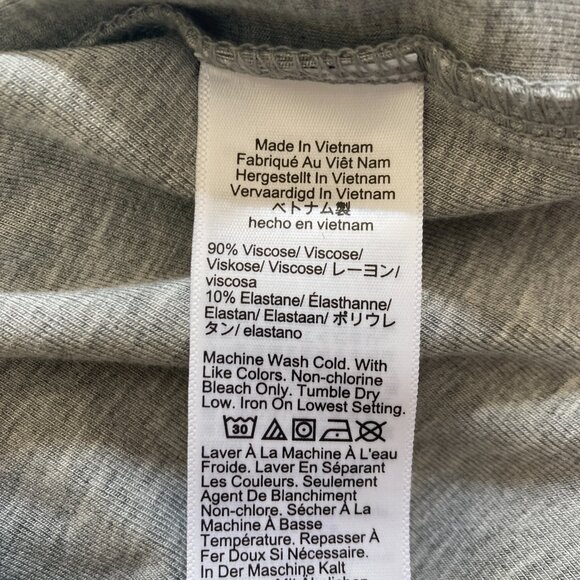 Made In Vietnam
Fabriqué Au Viêt Nam
Hergestellt In Vietnam
Vervaardigd In Vietnam
ベトナム製
hecho en vietnam
90% Viscose/ Viscose/
Viskose/ Viscose/ レーヨン/
viscosa
10% Elastane/ Élasthanne/
Elastan/ Elastaan/ ポリウレ
タン/ elastano
Machine Wash Cold. With
Like Colors. Non-chlorine
Bleach Only. Tumble Dry
Low. Iron On Lowest Setting.
30
Laver À La Machine À L'eau
Froide. Laver En Séparant
Les Couleurs. Seulement
Agent De Blanchiment
Non-chlore. Sécher À La
Machine À Basse
Température. Repasser À
Fer Doux Si Nécessaire.
In Der Maschine Kalt